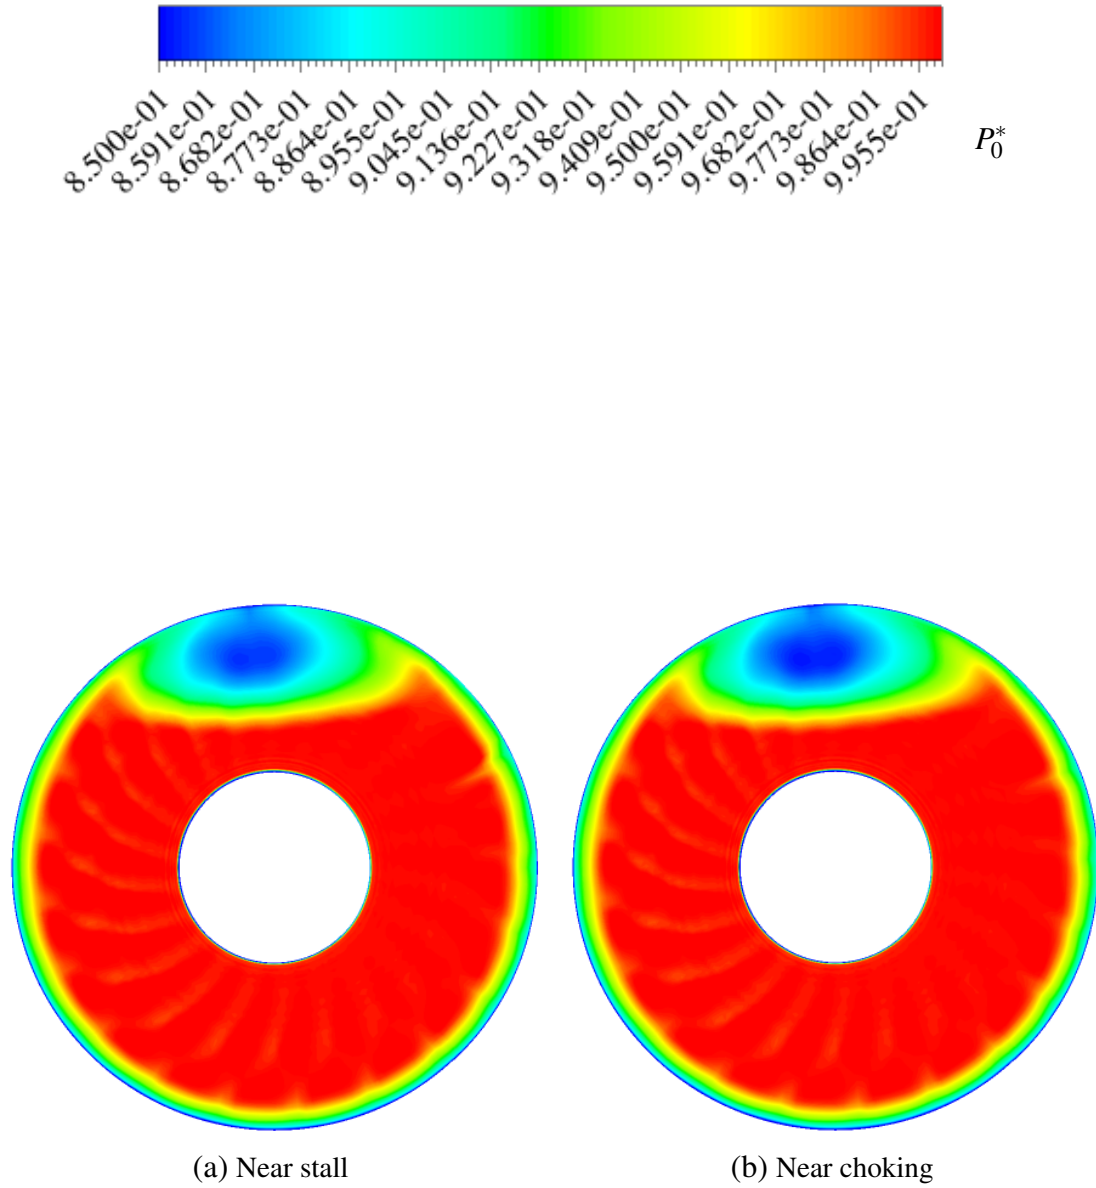 8.500e-01
8.591e-01
8.682e-01
8.773e-01
8.864e-01
8.955e-01
9.045e-01
9.136e-01
9.227e-01
9.318e-01
9.409e-01
9.500e-01
9.591e-01
9.682e-01
9.773e-01
9.864e-01
9.955e-01
P₀*
(a) Near stall
(b) Near choking